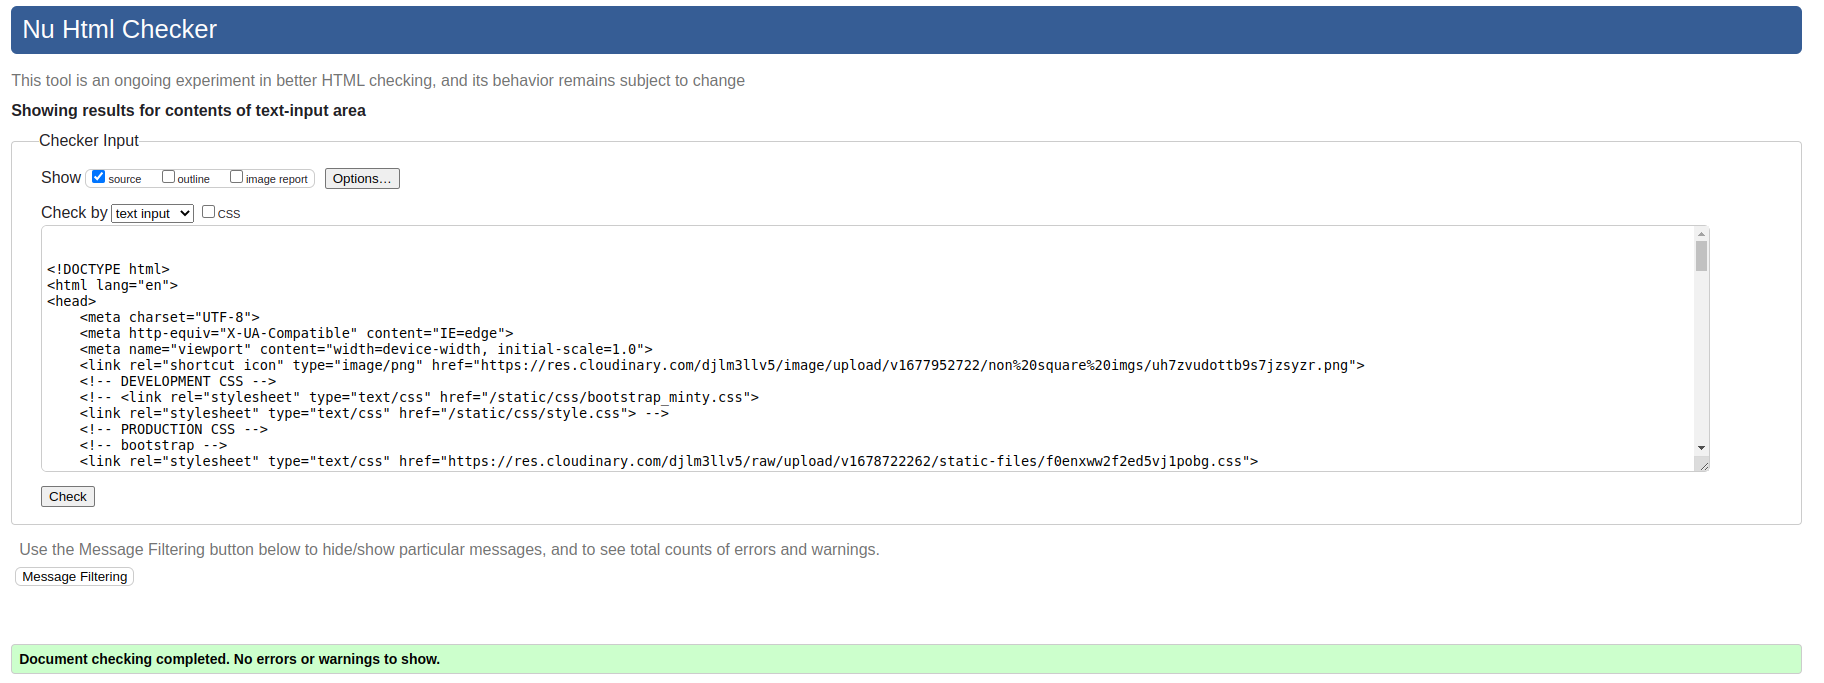 Nu Html Checker
This tool is an ongoing experiment in better HTML checking, and its behavior remains subject to change
Showing results for contents of text-input area
Checker Input
Show source outline image report Options...
Check by text input CSS
<!DOCTYPE html>
<html lang="en">
<head>
    <meta charset="UTF-8">
    <meta http-equiv="X-UA-Compatible" content="IE=edge">
    <meta name="viewport" content="width=device-width, initial-scale=1.0">
    <link rel="shortcut icon" type="image/png" href="https://res.cloudinary.com/djlm3llv5/image/upload/v1677952722/non%20square%20imgs/uh7zvudottb9s7jzsyzr.png">
    <!-- DEVELOPMENT CSS -->
    <!-- <link rel="stylesheet" type="text/css" href="/static/css/bootstrap_minty.css">
    <link rel="stylesheet" type="text/css" href="/static/css/style.css"> -->
    <!-- PRODUCTION CSS -->
    <!-- bootstrap -->
    <link rel="stylesheet" type="text/css" href="https://res.cloudinary.com/djlm3llv5/raw/upload/v1678722262/static-files/f0enxww2f2ed5vj1pobg.css">
Check
Use the Message Filtering button below to hide/show particular messages, and to see total counts of errors and warnings.
Message Filtering
Document checking completed. No errors or warnings to show.